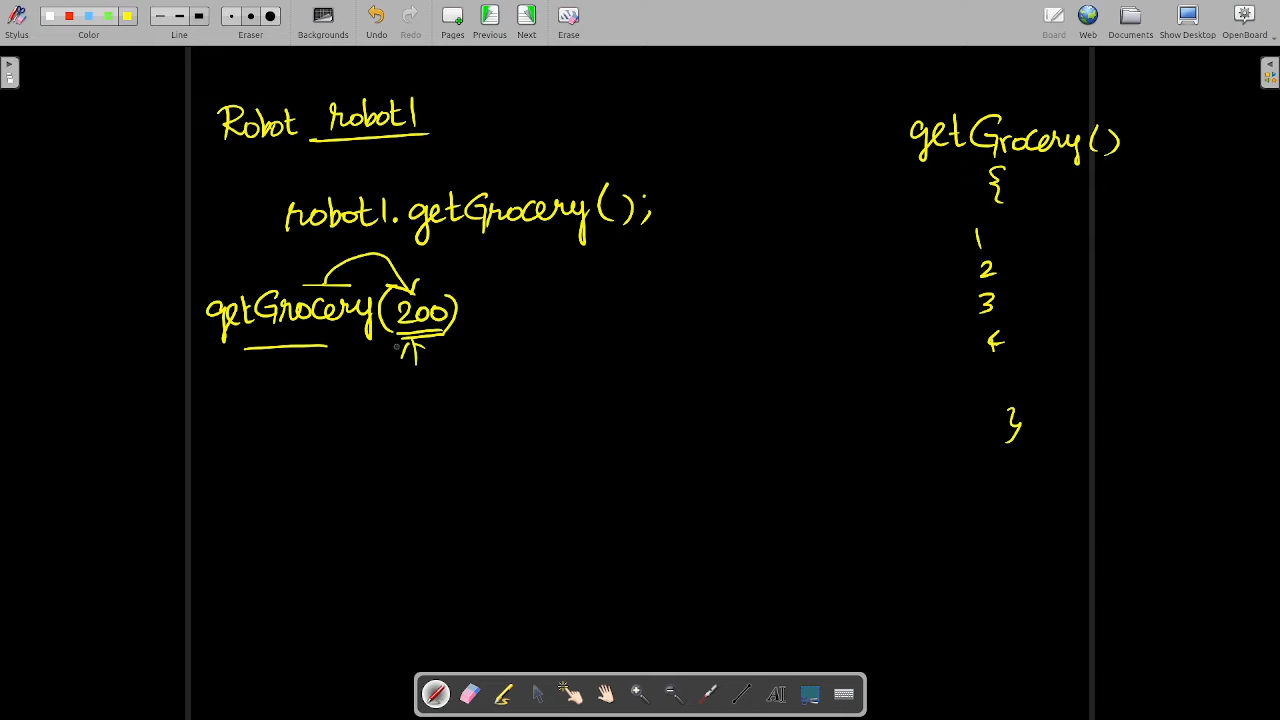 Stylus Color Line Eraser Backgrounds Undo Redo Pages Previous Next Erase Board Web Documents Show Desktop OpenBoard
Robot robot1
robot1.getGrocery();
getGrocery(200)
getGrocery()
{
1
2
3
4
}
AI